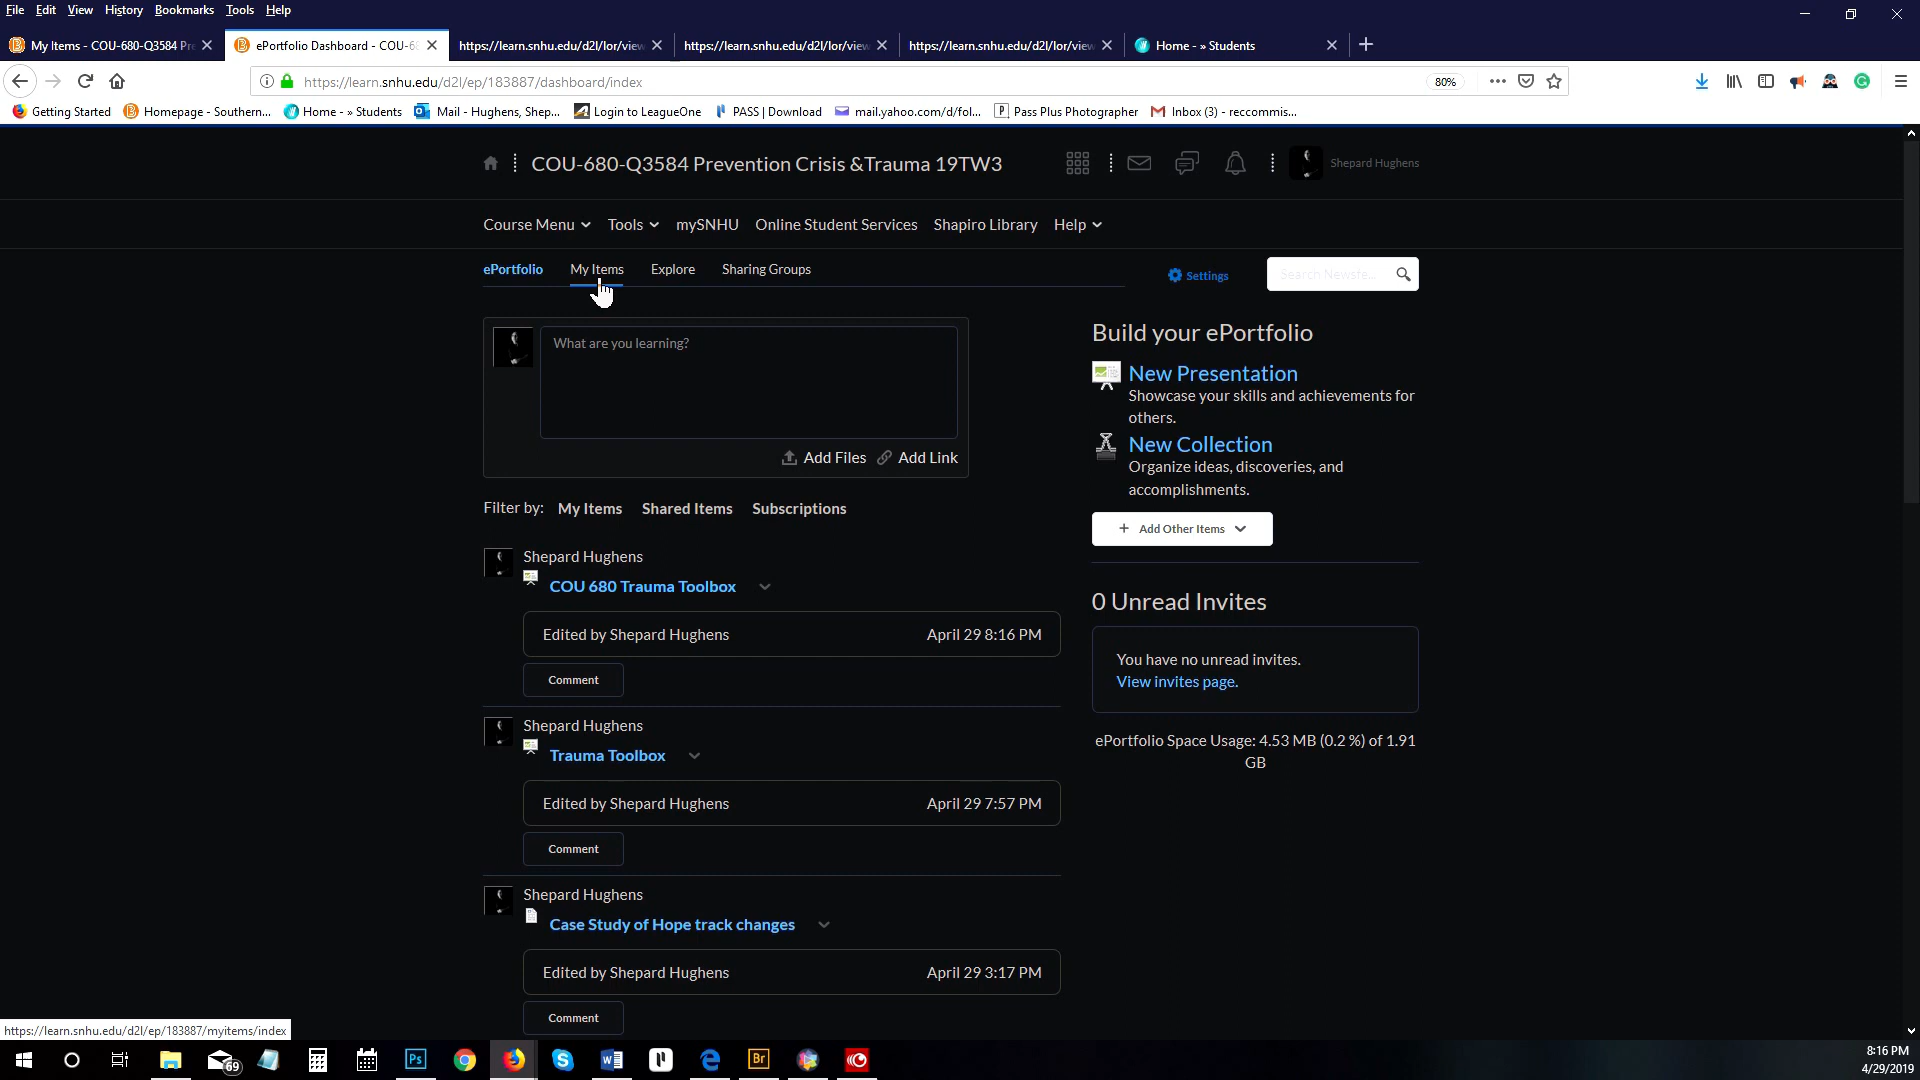 File Edit View History Bookmarks Tools Help
My Items - COU-680-Q3584 Pr
ePortfolio Dashboard - COU-6
https://learn.snhu.edu/d2l/lor/view
https://learn.snhu.edu/d2l/lor/view
https://learn.snhu.edu/d2l/lor/view
Home - » Students
https://learn.snhu.edu/d2l/ep/183887/dashboard/index
80%
Getting Started Homepage - Southern... Home - » Students Mail - Hughens, Shep... Login to LeagueOne PASS | Download mail.yahoo.com/d/fol... Pass Plus Photographer Inbox (3) - reccommis...
COU-680-Q3584 Prevention Crisis &Trauma 19TW3
Shepard Hughens
Course Menu Tools mySNHU Online Student Services Shapiro Library Help
ePortfolio My Items Explore Sharing Groups
Settings
Search Newsfe...
What are you learning?
Add Files Add Link
Filter by: My Items Shared Items Subscriptions
Shepard Hughens
COU 680 Trauma Toolbox
Edited by Shepard Hughens April 29 8:16 PM
Comment
Shepard Hughens
Trauma Toolbox
Edited by Shepard Hughens April 29 7:57 PM
Comment
Shepard Hughens
Case Study of Hope track changes
Edited by Shepard Hughens April 29 3:17 PM
Comment
Build your ePortfolio
New Presentation
Showcase your skills and achievements for
others.
New Collection
Organize ideas, discoveries, and
accomplishments.
+ Add Other Items
0 Unread Invites
You have no unread invites.
View invites page.
ePortfolio Space Usage: 4.53 MB (0.2 %) of 1.91
GB
https://learn.snhu.edu/d2l/ep/183887/myitems/index
69
Ps
Br
8:16 PM
4/29/2019